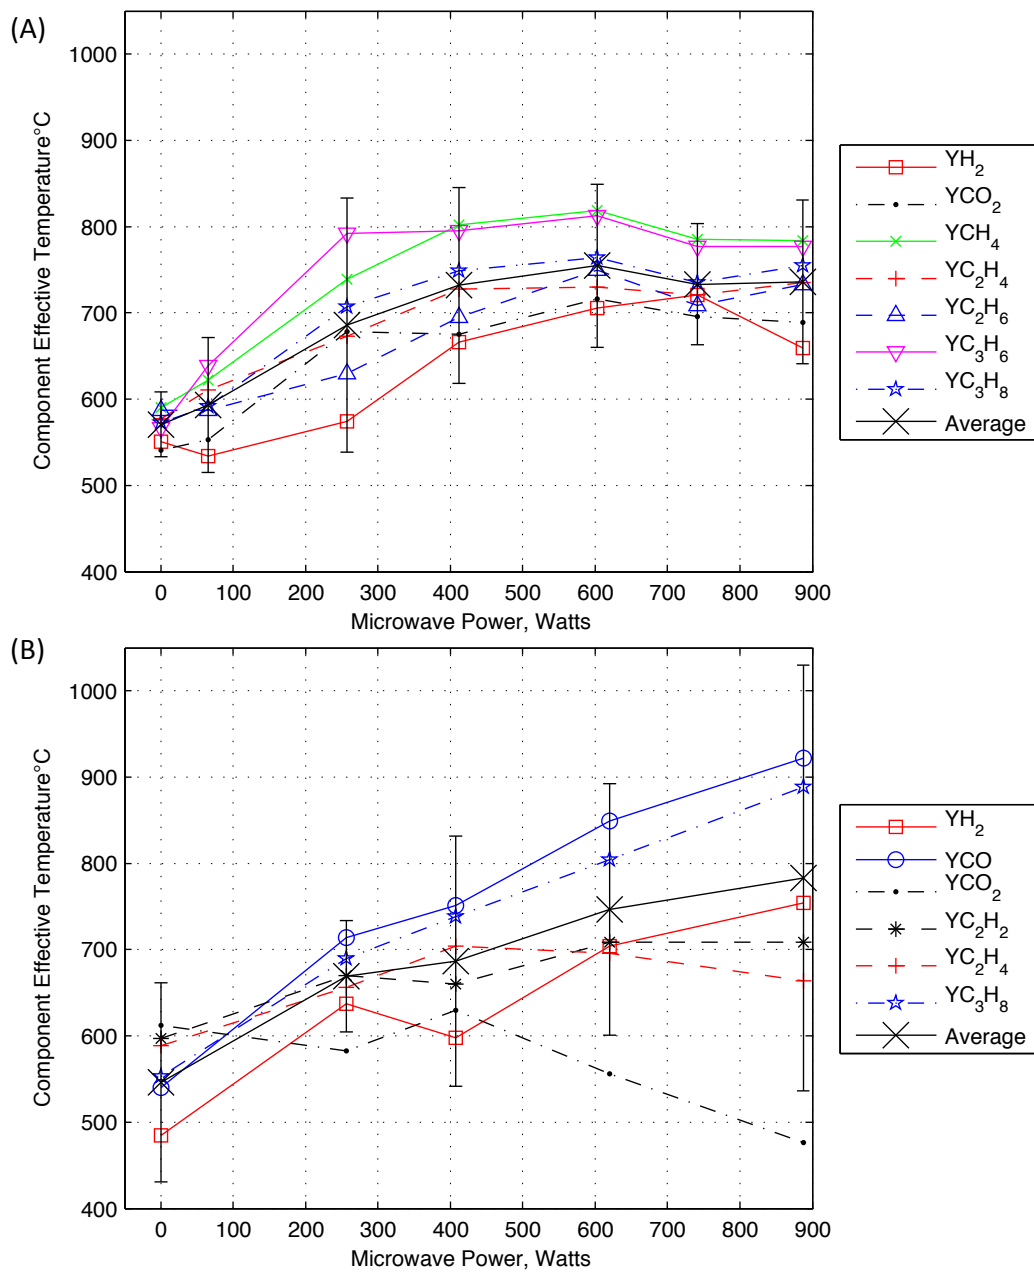 (A)
1000
900
800
700
600
500
400
0 100 200 300 400 500 600 700 800 900
Component Effective Temperature°C
Microwave Power, Watts
YH2
YCO2
YCH4
YC2H4
YC2H6
YC3H6
YC3H8
Average
(B)
1000
900
800
700
600
500
400
0 100 200 300 400 500 600 700 800 900
Component Effective Temperature°C
Microwave Power, Watts
YH2
YCO
YCO2
YC2H2
YC2H4
YC3H8
Average